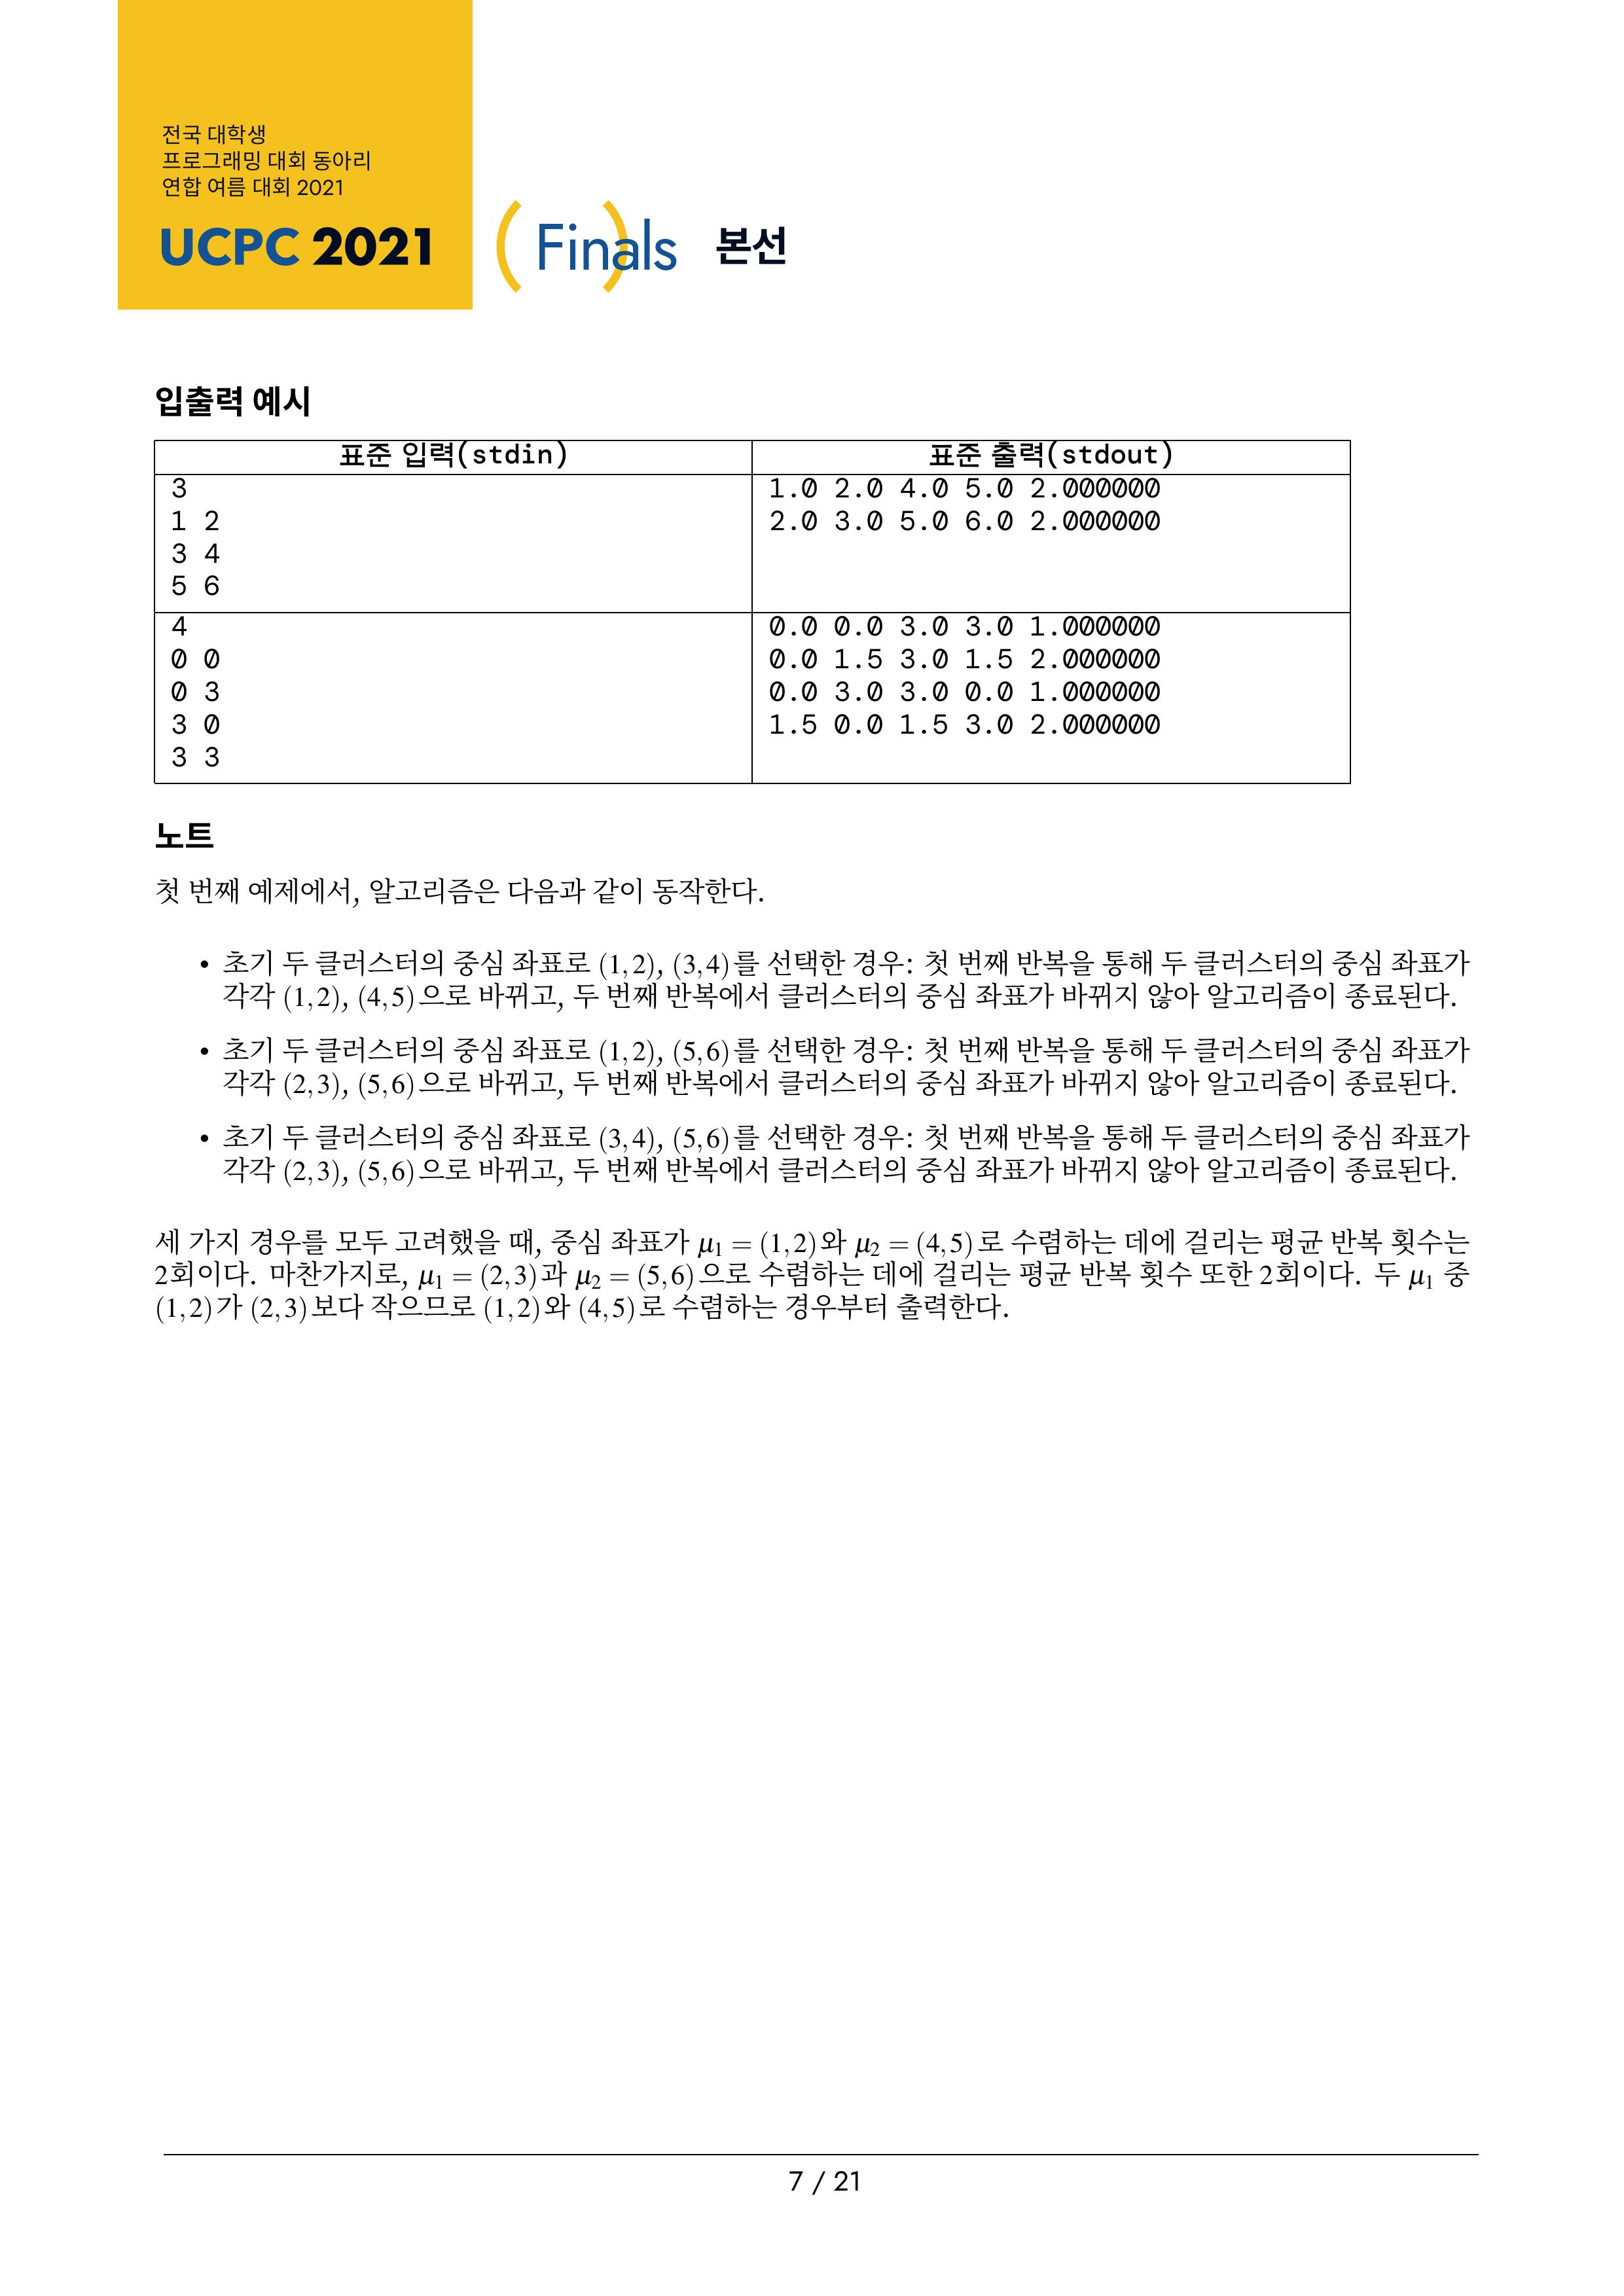 전국 대학생
프로그래밍 대회 동아리
연합 여름 대회 2021
UCPC 2021 (Finals) 본선
입출력 예시
표준 입력(stdin) 표준 출력(stdout)
3 1.0 2.0 4.0 5.0 2.000000
1 2 2.0 3.0 5.0 6.0 2.000000
3 4
5 6
4 0.0 0.0 3.0 3.0 1.000000
0 0 0.0 1.5 3.0 1.5 2.000000
0 3 0.0 3.0 3.0 0.0 1.000000
3 0 1.5 0.0 1.5 3.0 2.000000
3 3
노트
첫 번째 예제에서, 알고리즘은 다음과 같이 동작한다.
• 초기 두 클러스터의 중심 좌표로 (1,2), (3,4)를 선택한 경우: 첫 번째 반복을 통해 두 클러스터의 중심 좌표가
각각 (1,2), (4,5)으로 바뀌고, 두 번째 반복에서 클러스터의 중심 좌표가 바뀌지 않아 알고리즘이 종료된다.
• 초기 두 클러스터의 중심 좌표로 (1,2), (5,6)를 선택한 경우: 첫 번째 반복을 통해 두 클러스터의 중심 좌표가
각각 (2,3), (5,6)으로 바뀌고, 두 번째 반복에서 클러스터의 중심 좌표가 바뀌지 않아 알고리즘이 종료된다.
• 초기 두 클러스터의 중심 좌표로 (3,4), (5,6)를 선택한 경우: 첫 번째 반복을 통해 두 클러스터의 중심 좌표가
각각 (2,3), (5,6)으로 바뀌고, 두 번째 반복에서 클러스터의 중심 좌표가 바뀌지 않아 알고리즘이 종료된다.
세 가지 경우를 모두 고려했을 때, 중심 좌표가 μ₁ = (1,2)와 μ₂ = (4,5)로 수렴하는 데에 걸리는 평균 반복 횟수는
2회이다. 마찬가지로, μ₁ = (2,3)과 μ₂ = (5,6)으로 수렴하는 데에 걸리는 평균 반복 횟수 또한 2회이다. 두 μ₁ 중
(1,2)가 (2,3)보다 작으므로 (1,2)와 (4,5)로 수렴하는 경우부터 출력한다.
7 / 21